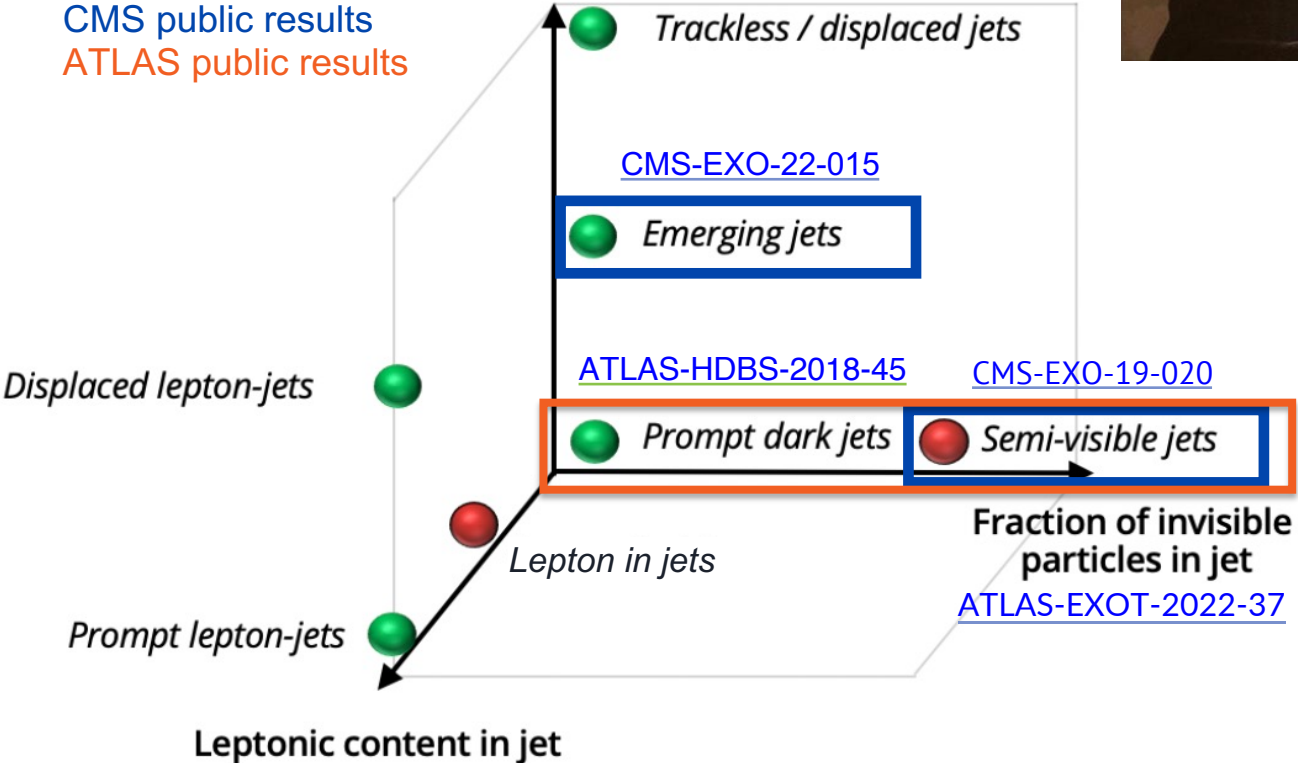 CMS public results
ATLAS public results
Trackless / displaced jets
CMS-EXO-22-015
Emerging jets
ATLAS-HDBS-2018-45
CMS-EXO-19-020
Displaced lepton-jets
Prompt dark jets
Semi-visible jets
Fraction of invisible
particles in jet
Lepton in jets
ATLAS-EXOT-2022-37
Prompt lepton-jets
Leptonic content in jet